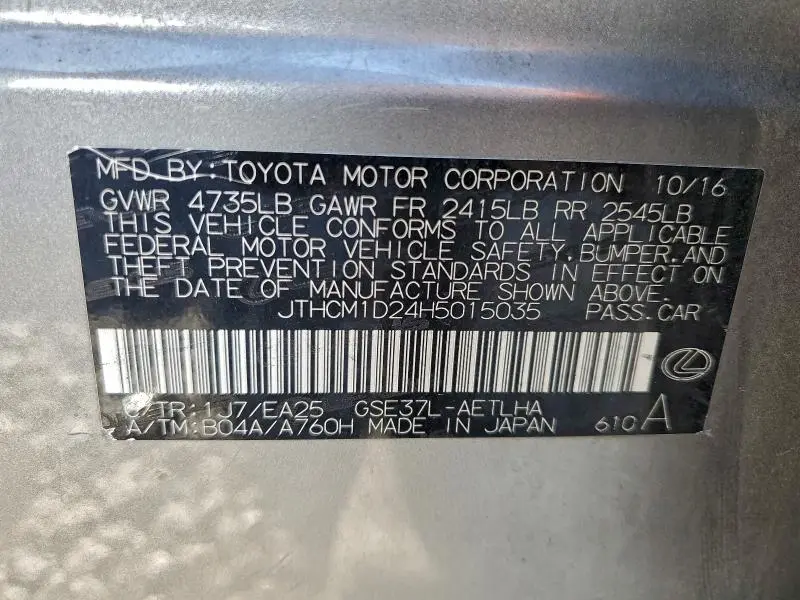 MFD.BY:TOYOTA MOTOR CORPORATION 10/16
GVWR 4735LB GAWR FR 2415LB RR 2545LB
THIS VEHICLE CONFORMS TO ALL APPLICABLE
FEDERAL MOTOR VEHICLE SAFETY,BUMPER,AND
THEFT PREVENTION STANDARDS IN EFFECT ON
THE DATE OF MANUFACTURE SHOWN ABOVE.
JTHCM1D24H5015035 PASS.CAR
C/TR:1J7/EA25 GSE37L-AETLHA
A/TM:B04A/A760H MADE IN JAPAN 610 A